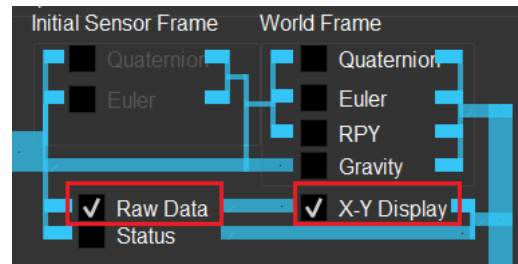 Initial Sensor Frame World Frame
Quaternion Quaternion
Euler Euler
RPY
Gravity
Raw Data X-Y Display
Status